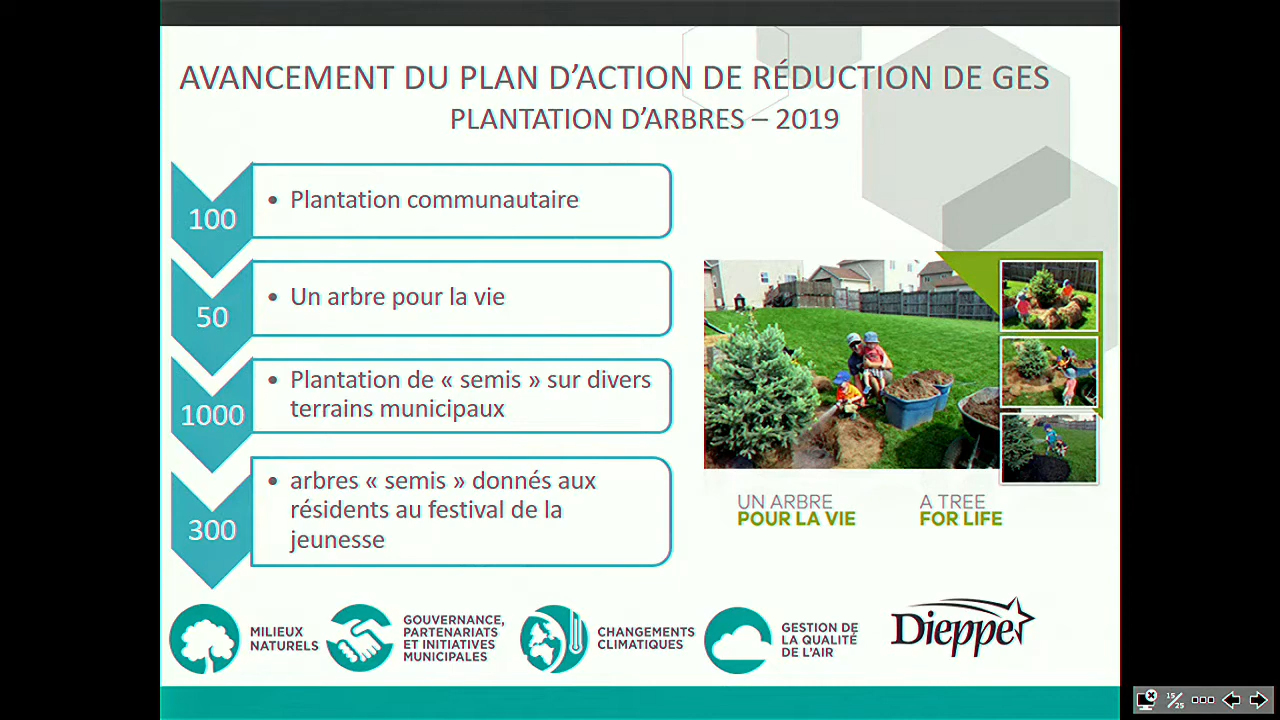 AVANCEMENT DU PLAN D’ACTION DE RÉDUCTION DE GES
PLANTATION D’ARBRES – 2019
100
• Plantation communautaire
50
• Un arbre pour la vie
1000
• Plantation de « semis » sur divers
terrains municipaux
300
• arbres « semis » donnés aux
résidents au festival de la
jeunesse
UN ARBRE
POUR LA VIE
A TREE
FOR LIFE
MILIEUX
NATURELS
GOUVERNANCE,
PARTENARIATS
ET INITIATIVES
MUNICIPALES
CHANGEMENTS
CLIMATIQUES
GESTION DE
LA QUALITÉ
DE L’AIR
Dieppe
15/25